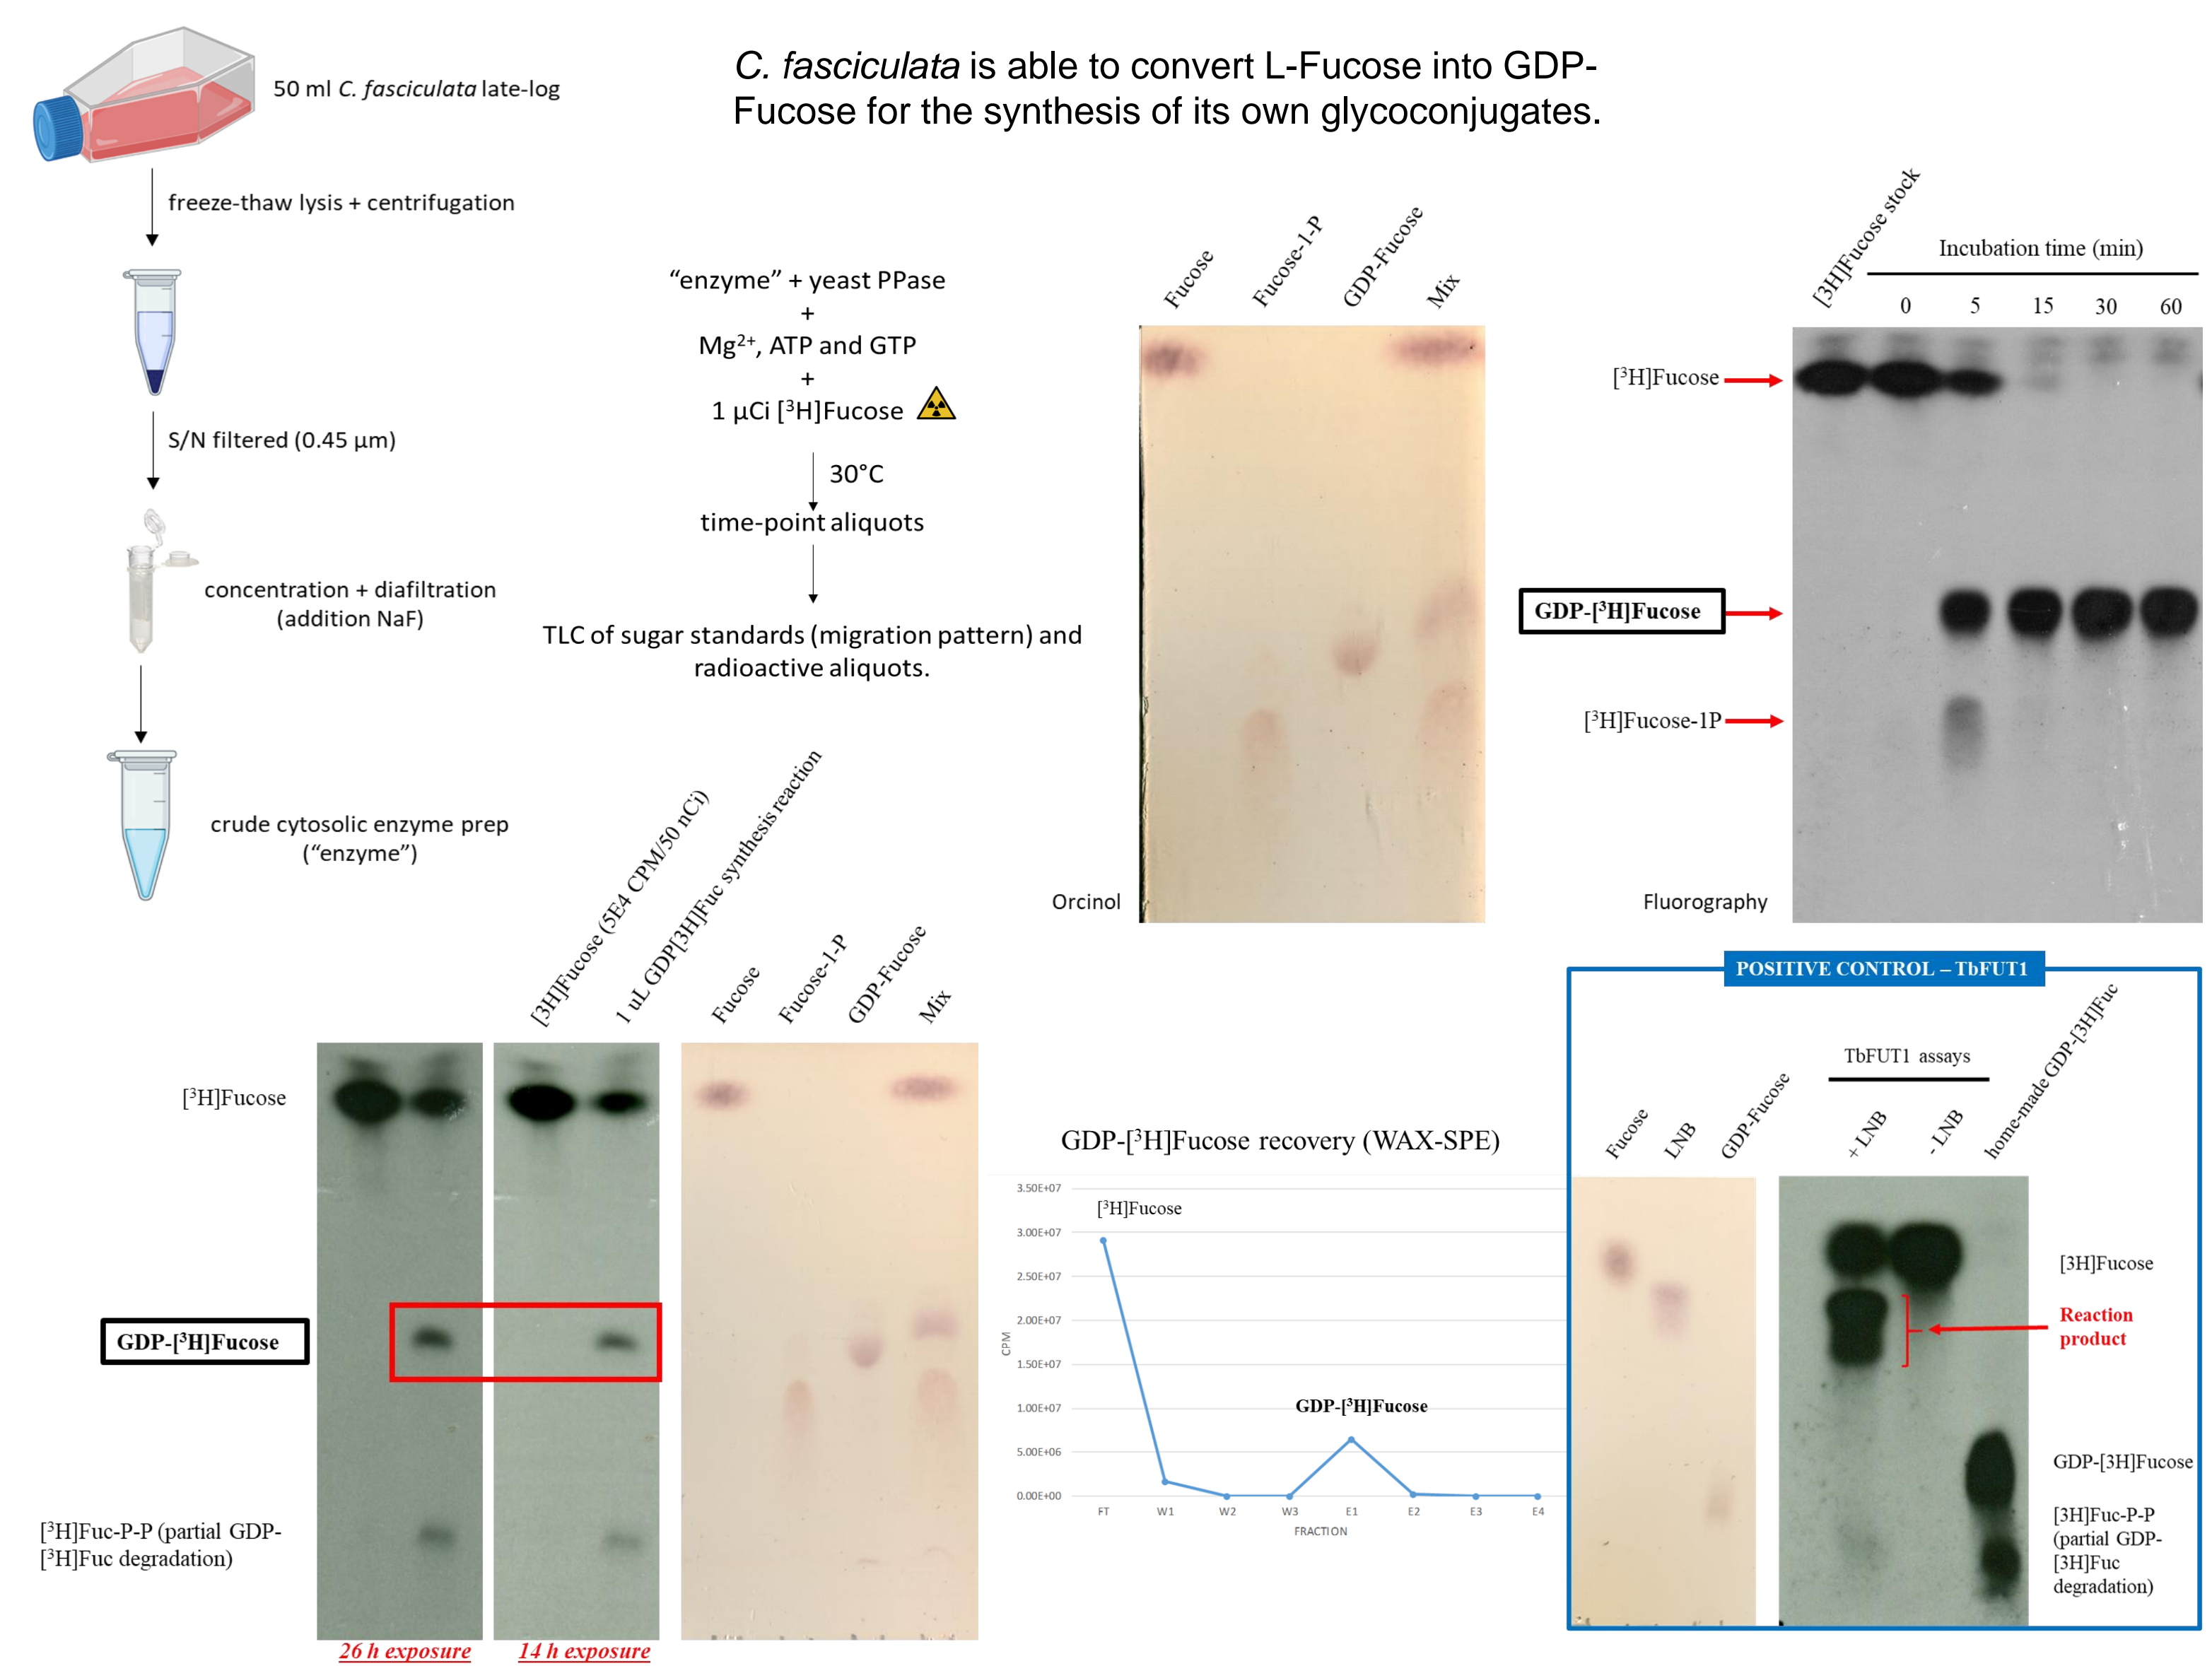 C. fasciculata is able to convert L-Fucose into GDP-
Fucose for the synthesis of its own glycoconjugates.
50 ml C. fasciculata late-log
freeze-thaw lysis + centrifugation
S/N filtered (0.45 µm)
concentration + diafiltration
(addition NaF)
crude cytosolic enzyme prep
(“enzyme”)
“enzyme” + yeast PPase
+
Mg²⁺, ATP and GTP
+
1 µCi [³H]Fucose
30°C
time-point aliquots
TLC of sugar standards (migration pattern) and
radioactive aliquots.
Fucose
Fucose-1-P
GDP-Fucose
Mix
Orcinol
[3H]Fucose stock
Incubation time (min)
0 5 15 30 60
[³H]Fucose
GDP-[³H]Fucose
[³H]Fucose-1P
Fluorography
[3H]Fucose (5E4 CPM/50 nCi)
1 uL GDP[3H]Fuc synthesis reaction
Fucose
Fucose-1-P
GDP-Fucose
Mix
[³H]Fucose
GDP-[³H]Fucose
[³H]Fuc-P-P (partial GDP-
[³H]Fuc degradation)
26 h exposure
14 h exposure
GDP-[³H]Fucose recovery (WAX-SPE)
3.50E+07
3.00E+07
2.50E+07
2.00E+07
1.50E+07
1.00E+07
5.00E+06
0.00E+00
CPM
[³H]Fucose
GDP-[³H]Fucose
FT W1 W2 W3 E1 E2 E3 E4
FRACTION
POSITIVE CONTROL – TbFUT1
Fucose
LNB
GDP-Fucose
TbFUT1 assays
+ LNB
- LNB
home-made GDP-[3H]Fuc
[3H]Fucose
Reaction
product
GDP-[3H]Fucose
[3H]Fuc-P-P
(partial GDP-
[3H]Fuc
degradation)